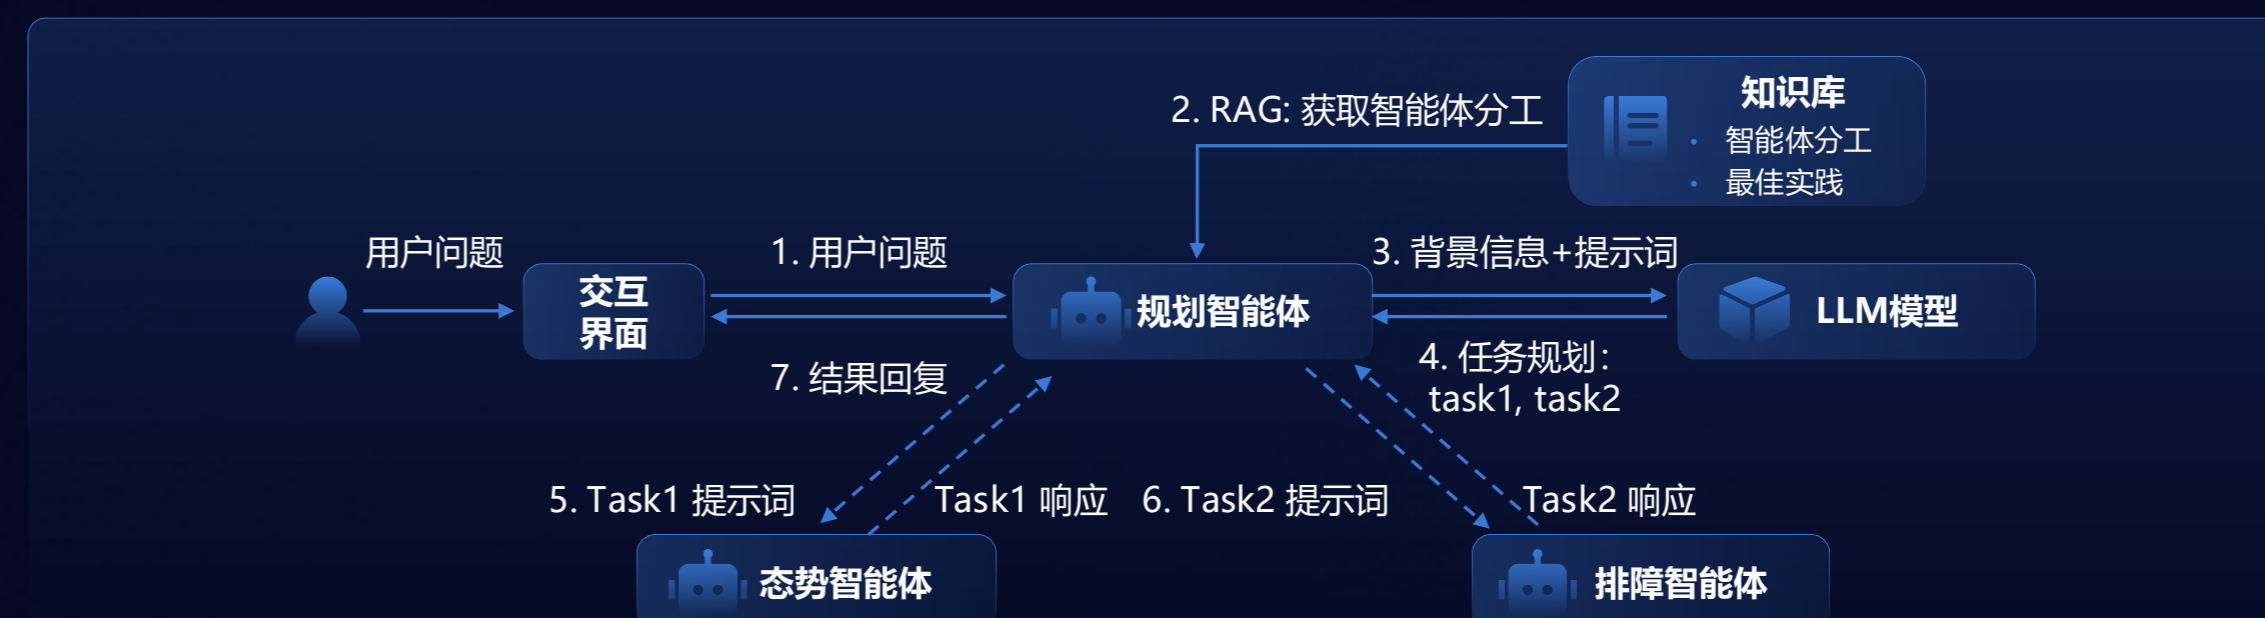 2. RAG: 获取智能体分工
知识库
• 智能体分工
• 最佳实践
用户问题
1. 用户问题
3. 背景信息+提示词
交互
界面
规划智能体
LLM模型
7. 结果回复
4. 任务规划：
task1, task2
5. Task1 提示词
Task1 响应
6. Task2 提示词
Task2 响应
态势智能体
排障智能体